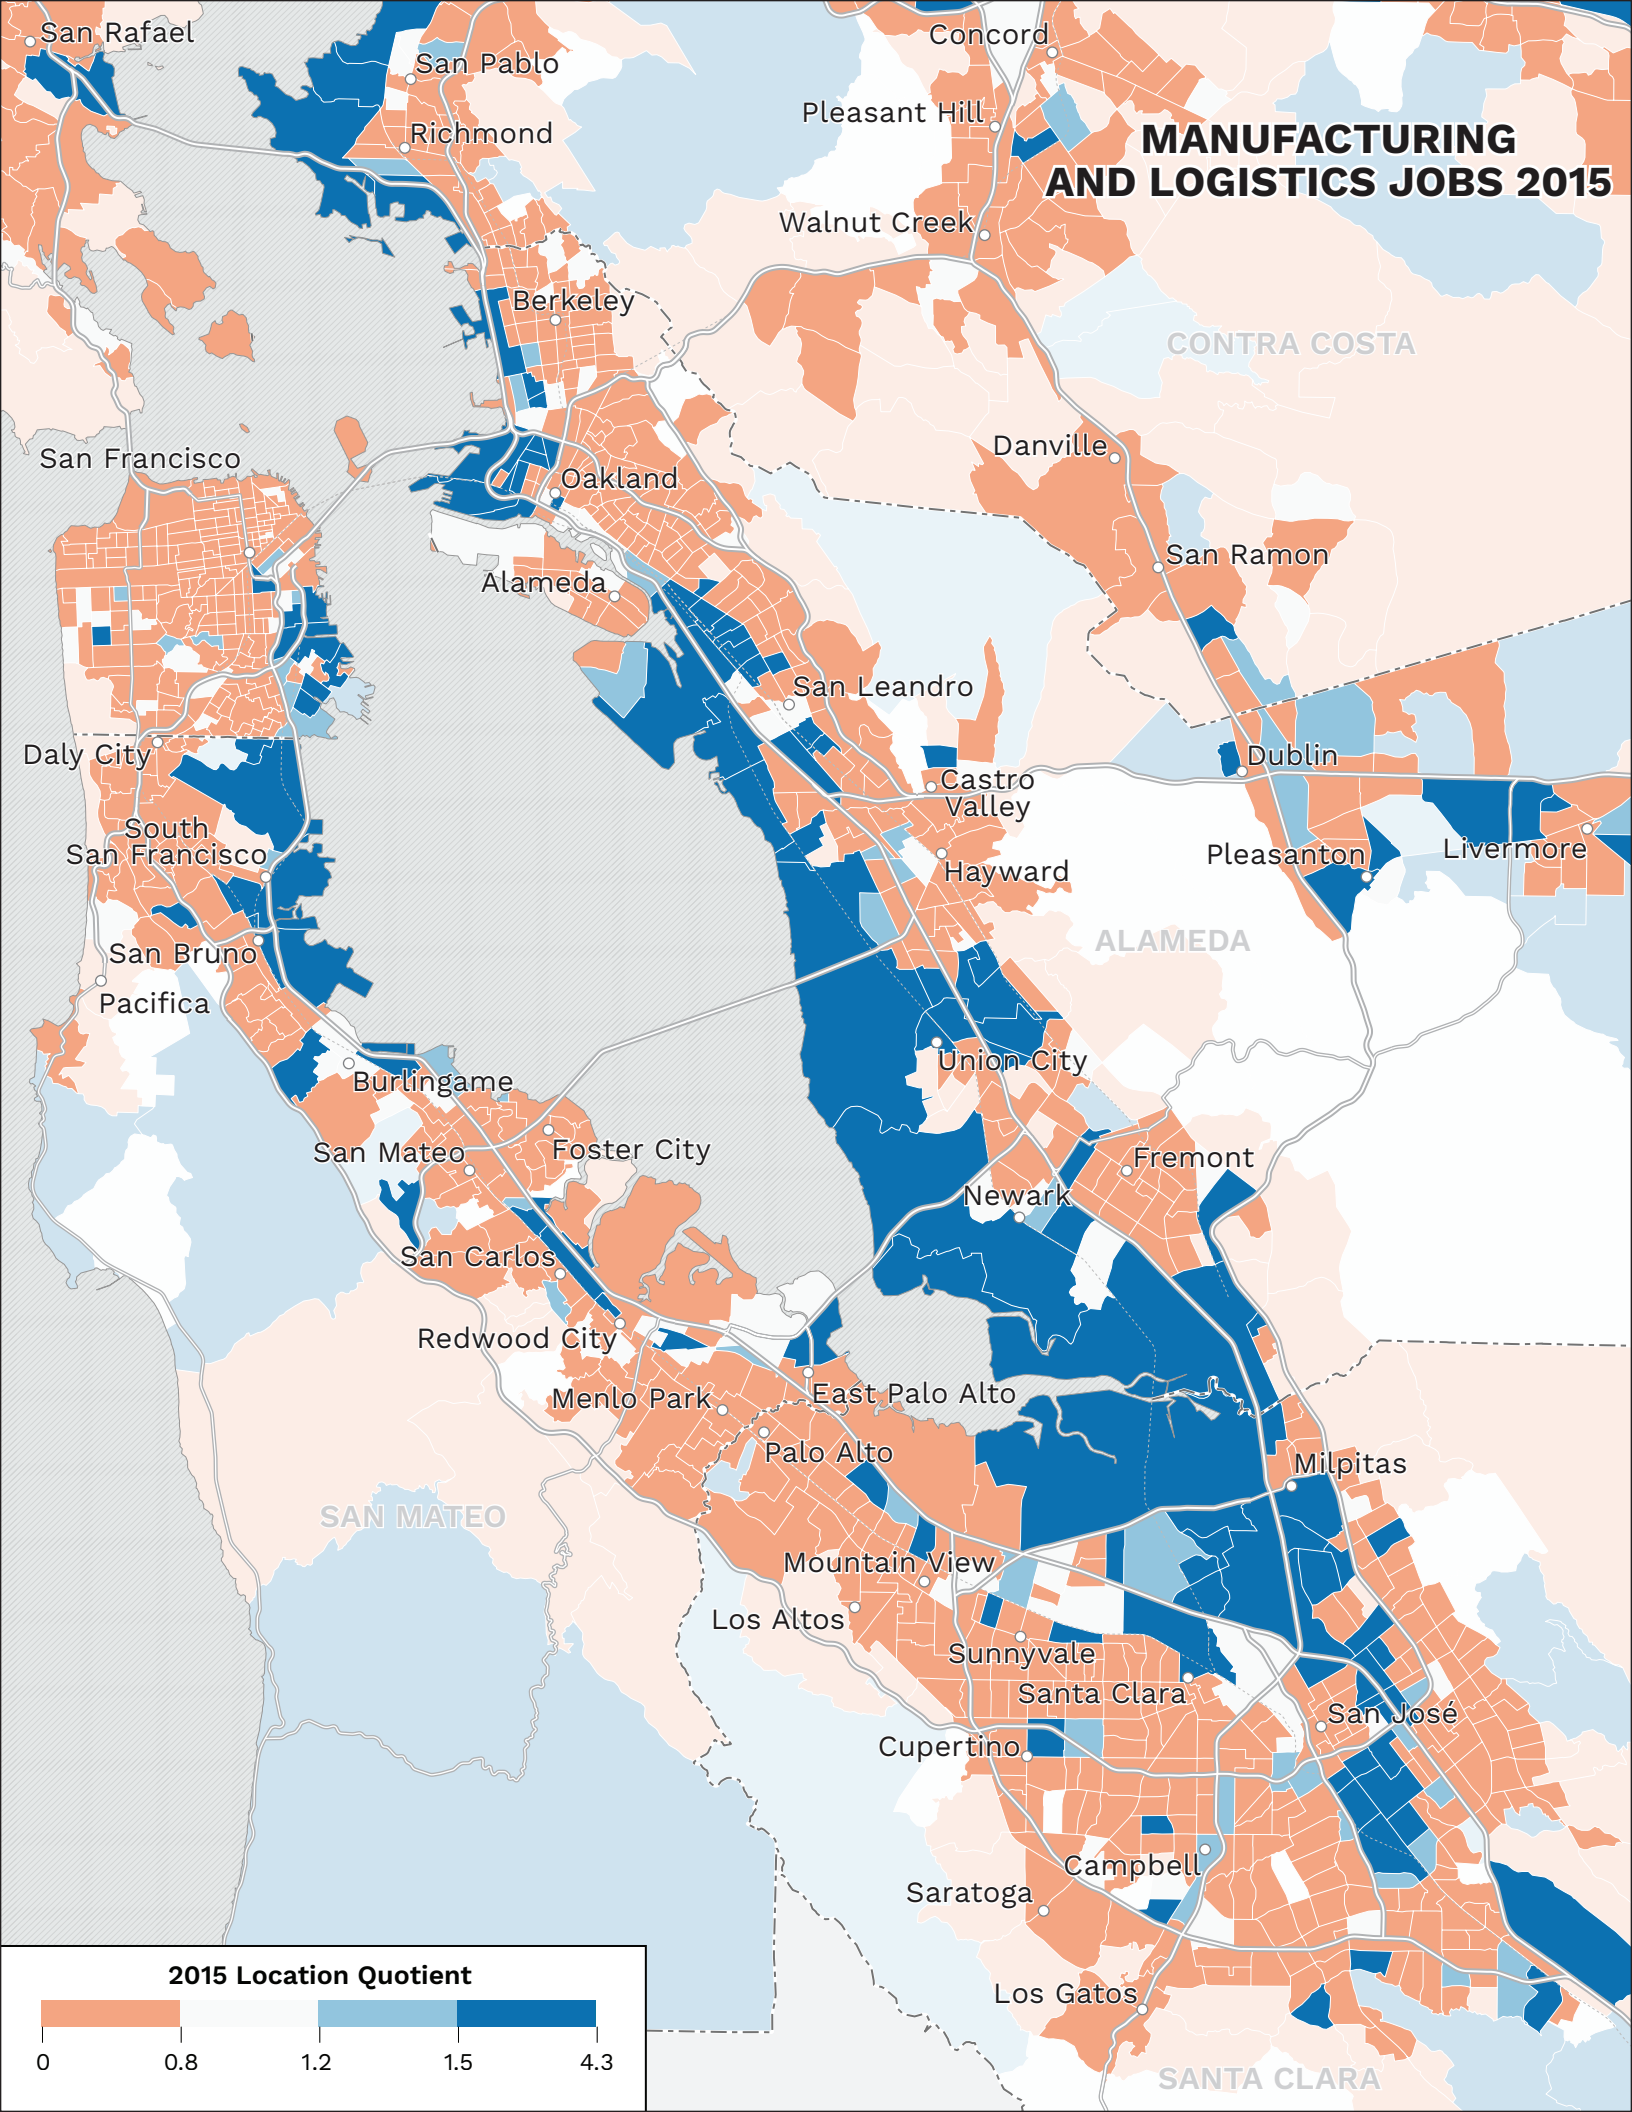 San Rafael
Concord
San Pablo
Pleasant Hill
Richmond
MANUFACTURING
AND LOGISTICS JOBS 2015
Walnut Creek
Berkeley
CONTRA COSTA
San Francisco
Danville
Oakland
San Ramon
Alameda
San Leandro
Daly City
Dublin
Castro
Valley
South
San Francisco
Hayward
Pleasanton
Livermore
ALAMEDA
San Bruno
Pacifica
Union City
Burlingame
San Mateo
Foster City
Fremont
Newark
San Carlos
Redwood City
Menlo Park
East Palo Alto
Palo Alto
Milpitas
SAN MATEO
Mountain View
Los Altos
Sunnyvale
Santa Clara
San José
Cupertino
Campbell
Saratoga
Los Gatos
SANTA CLARA
2015 Location Quotient
0 0.8 1.2 1.5 4.3